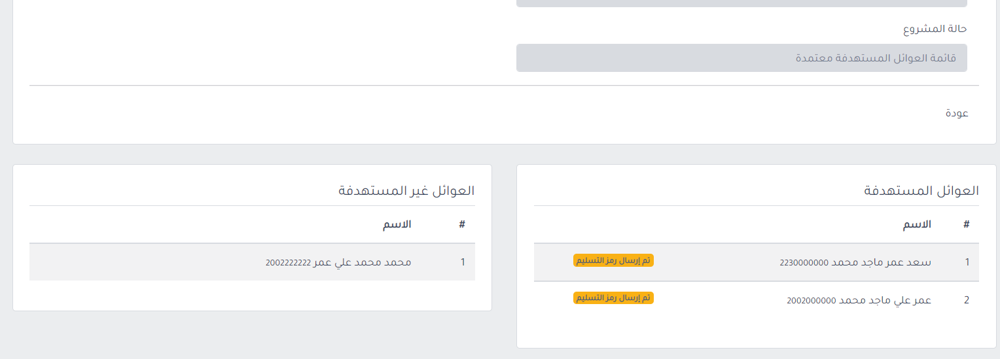 حالة المشروع
قائمة العوائل المستهدفة معتمدة
عودة
العوائل المستهدفة
# الاسم
1 سعد عمر ماجد محمد 2230000000 تم إرسال رمز التسليم
2 عمر علي ماجد محمد 2002000000 تم إرسال رمز التسليم
العوائل غير المستهدفة
# الاسم
1 محمد محمد علي عمر 2002222222